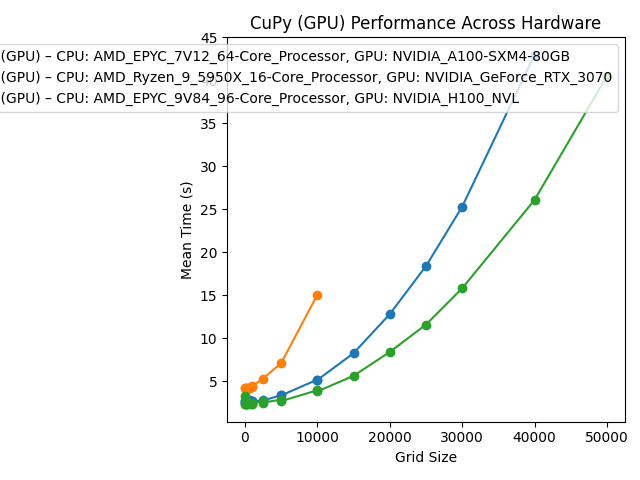 CuPy (GPU) Performance Across Hardware
(GPU) – CPU: AMD_EPYC_7V12_64-Core_Processor, GPU: NVIDIA_A100-SXM4-80GB
(GPU) – CPU: AMD_Ryzen_9_5950X_16-Core_Processor, GPU: NVIDIA_GeForce_RTX_3070
(GPU) – CPU: AMD_EPYC_9V84_96-Core_Processor, GPU: NVIDIA_H100_NVL
Mean Time (s)
45
40
35
30
25
20
15
10
5
0
10000
20000
30000
40000
50000
Grid Size